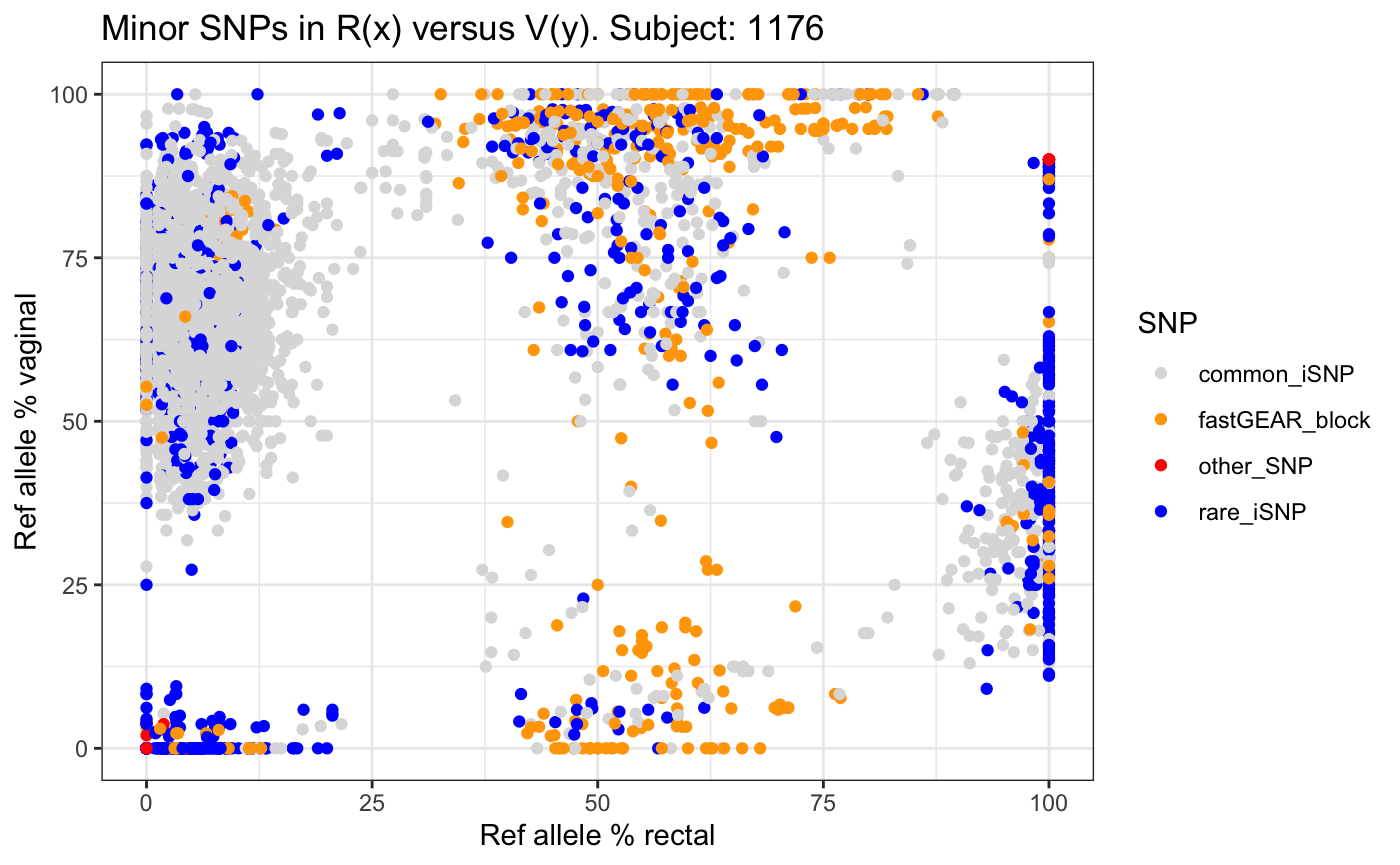 Minor SNPs in R(x) versus V(y). Subject: 1176
Ref allele % vaginal
100
75
50
25
0
0 25 50 75 100
Ref allele % rectal
SNP
common_iSNP
fastGEAR_block
other_SNP
rare_iSNP